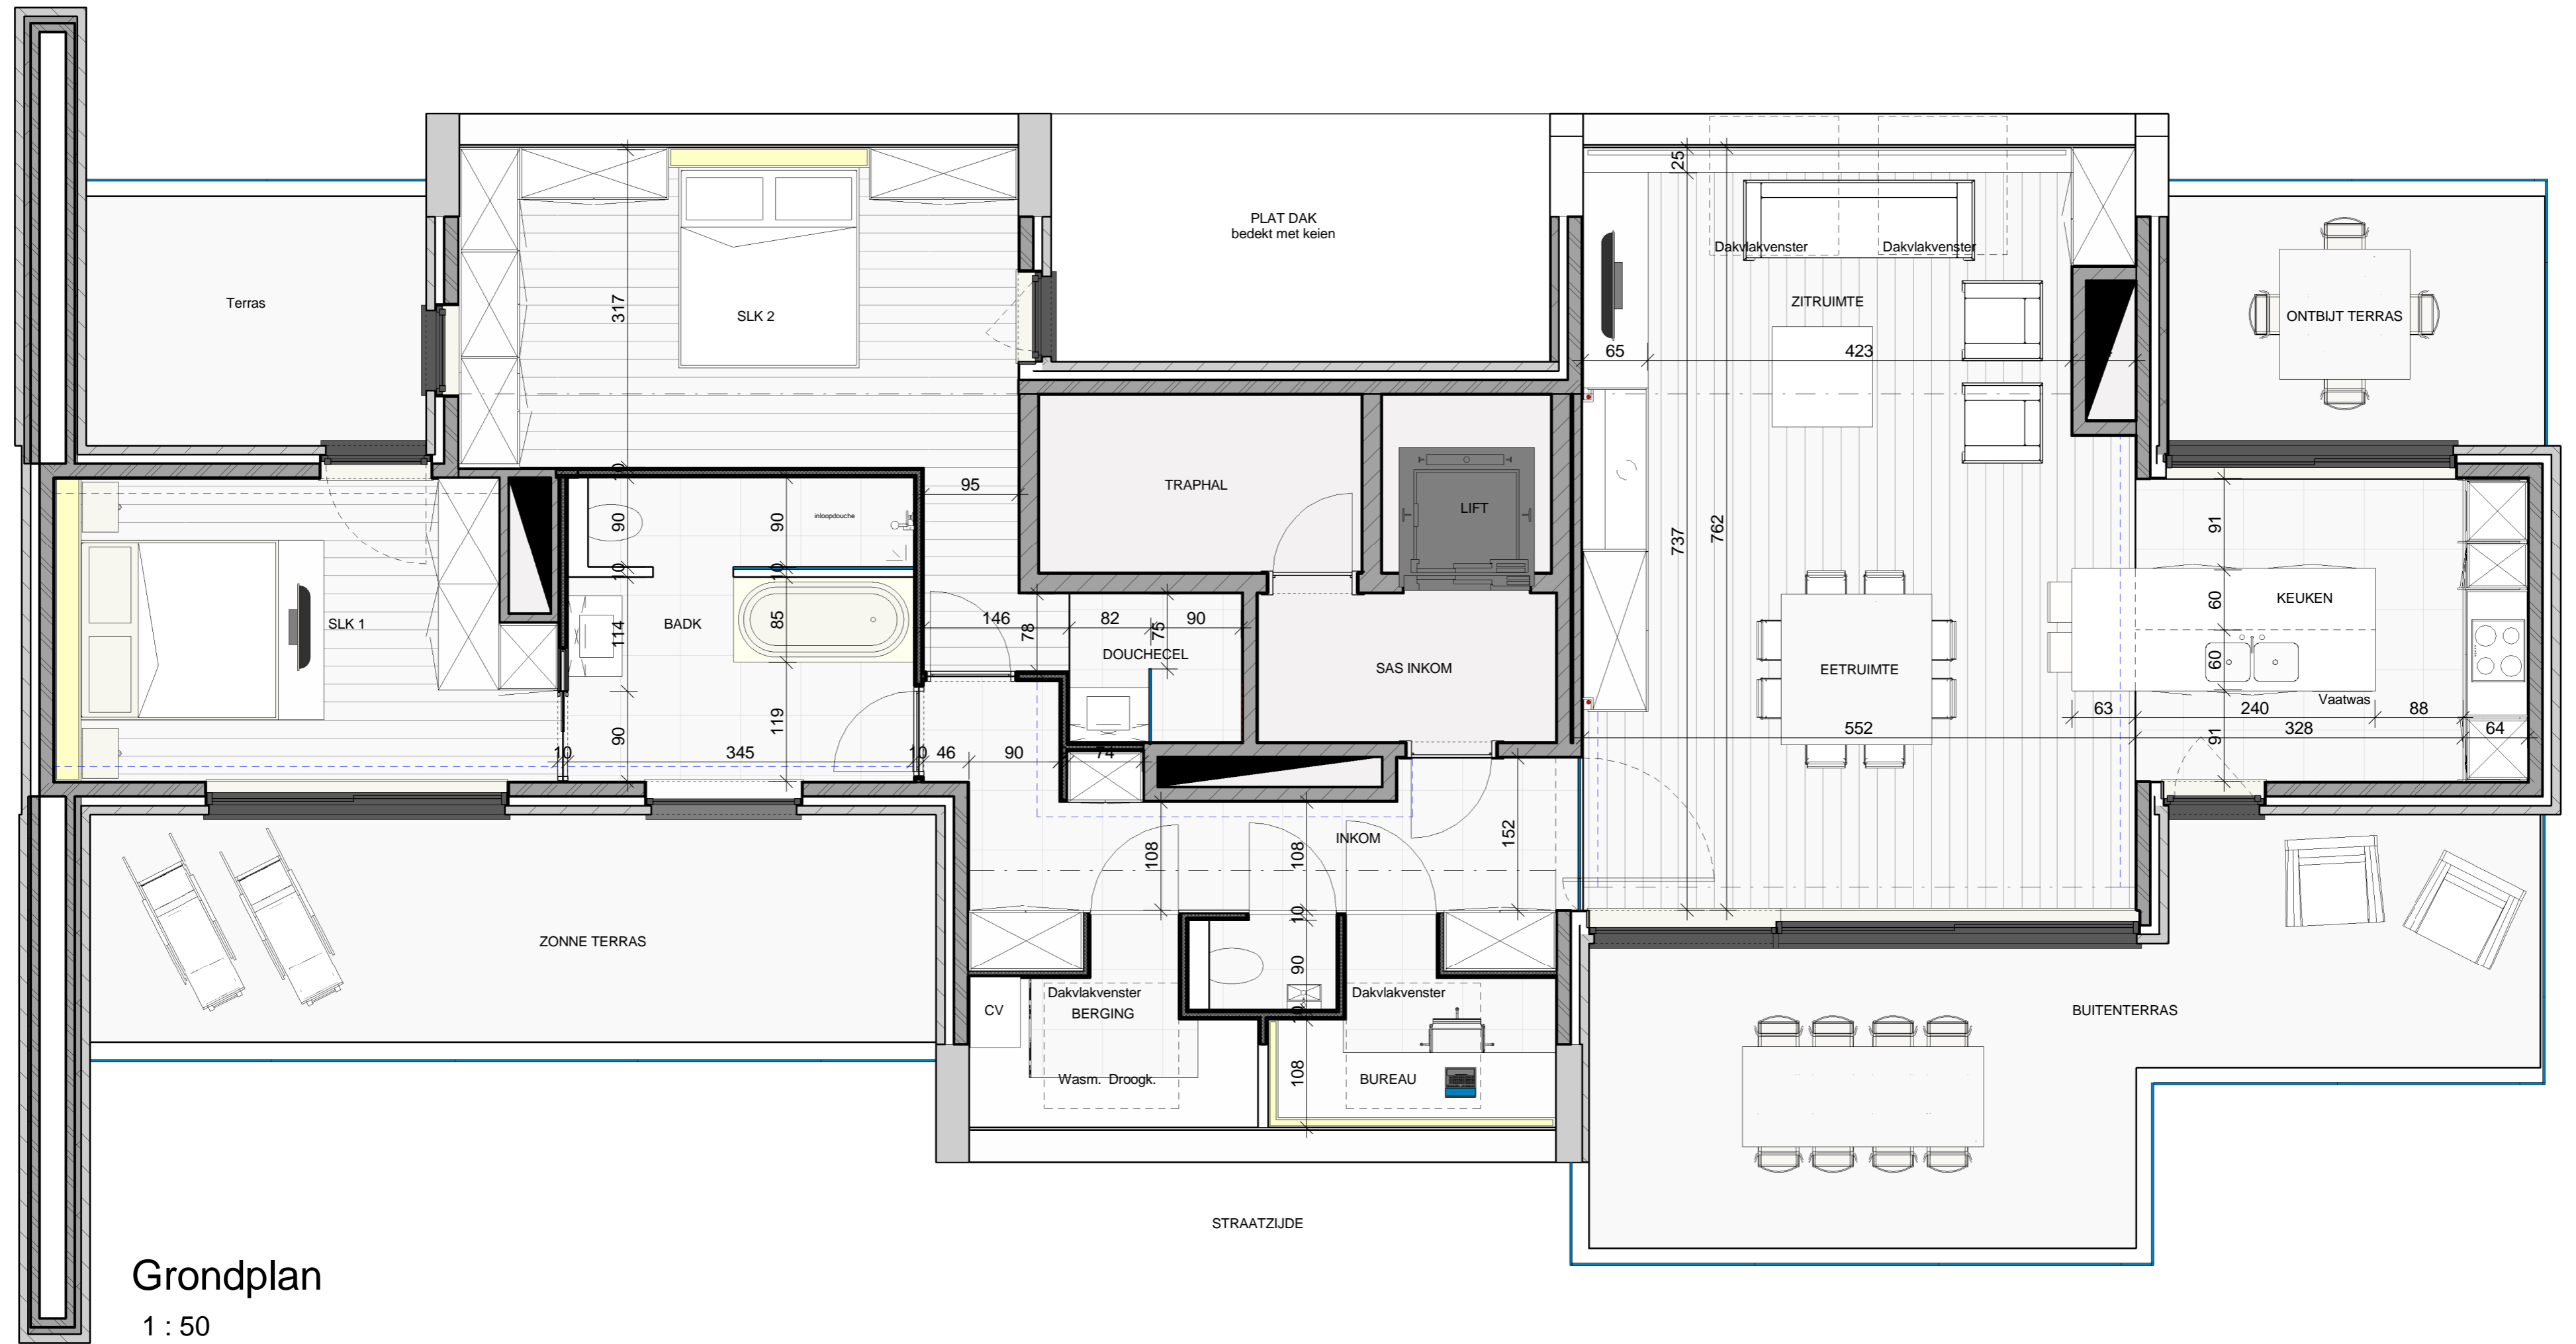 PLAT DAK
bedekt met keien
25
Dakvlakvenster
Dakvlakvenster
Terras
317
SLK 2
ZITRUIMTE
ONTBIJT TERRAS
65
423
10
95
TRAPHAL
LIFT
90
90
inloopdouche
737
762
91
10
10
SLK 1
114
BADK
85
146
78
82
75
90
DOUCHECEL
SAS INKOM
EETRUIMTE
60
KEUKEN
60
Vaatwas
90
119
63
240
88
552
328
64
91
10
345
10
46
90
74
INKOM
108
108
152
ZONNE TERRAS
10
90
CV
Dakvlakvenster
BERGING
Dakvlakvenster
10
BUITENTERRAS
Wasm.  Droogk.
108
BUREAU
STRAATZIJDE
Grondplan
1 : 50